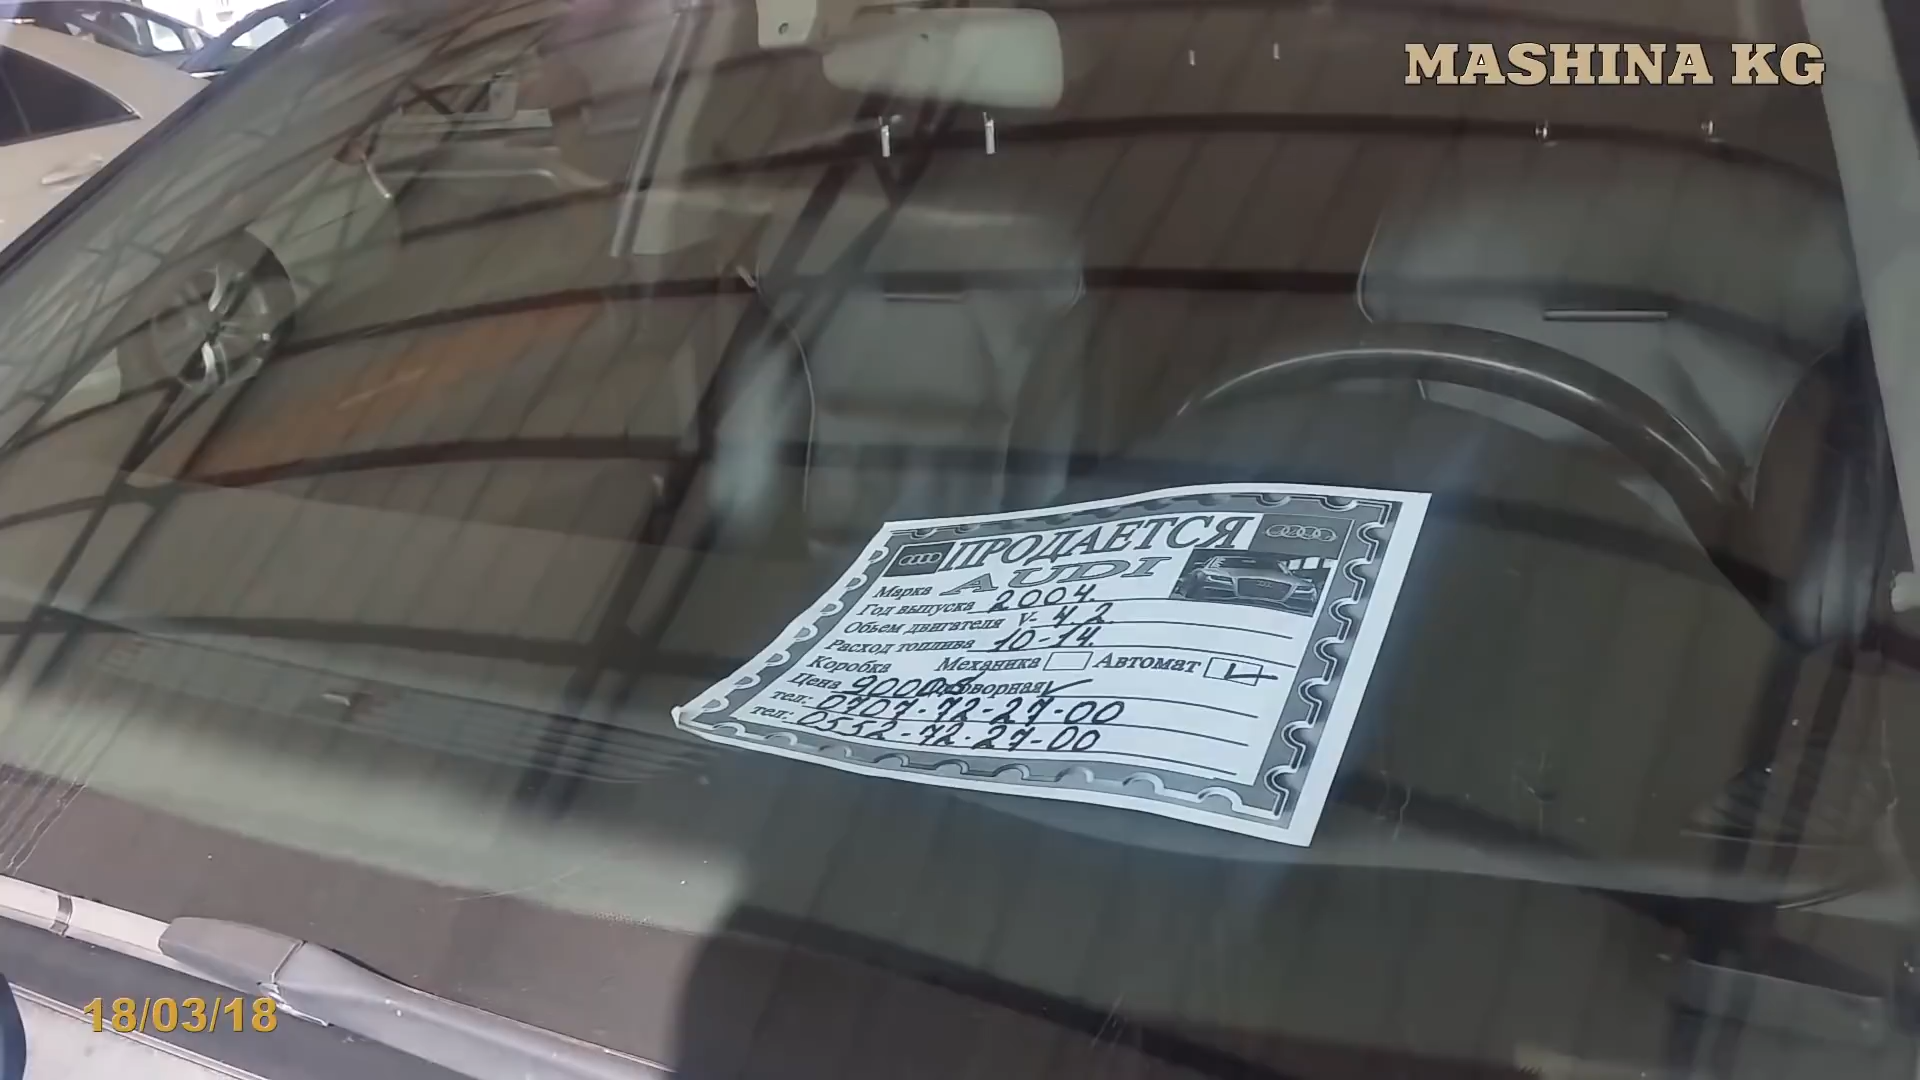 MASHINA KG
ПРОДАЕТСЯ
Марка AUDI
Год выпуска 2004.
Объем двигателя V- 4.2.
Расход топлива 10-14.
Коробка Механика Автомат
Цена 9000$ Договорная
тел: 0707-72-27-00
тел: 0552-72-27-00
18/03/18